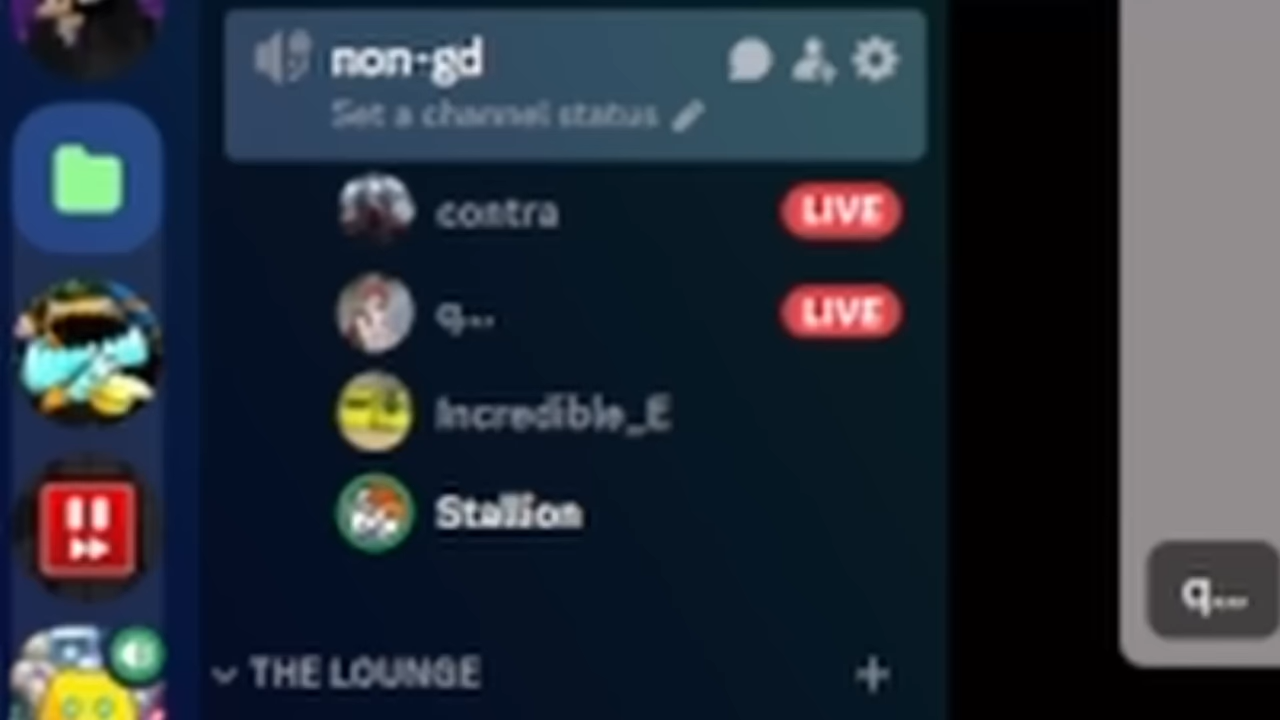 non-gd
Set a channel status
contra LIVE
q... LIVE
Incredible_E
Stallion
q...
THE LOUNGE